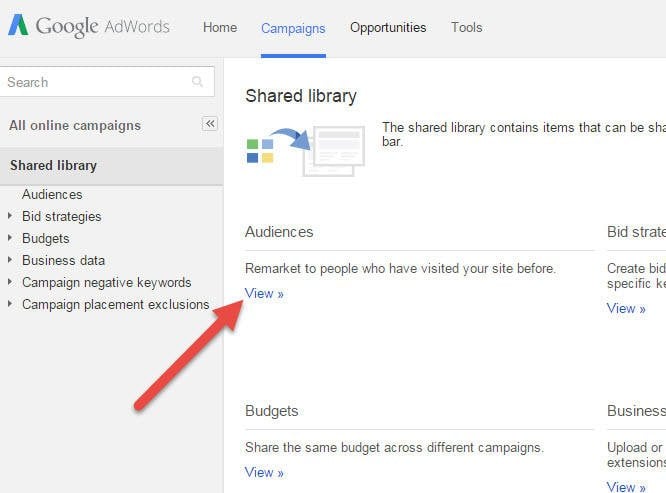 Google AdWords Home Campaigns Opportunities Tools
Search
All online campaigns
Shared library
Audiences
Bid strategies
Budgets
Business data
Campaign negative keywords
Campaign placement exclusions
Shared library
The shared library contains items that can be sha
bar.
Audiences
Remarket to people who have visited your site before.
View »
Bid strate
Create bid
specific ke
View »
Budgets
Share the same budget across different campaigns.
View »
Business
Upload or
extensions
View »